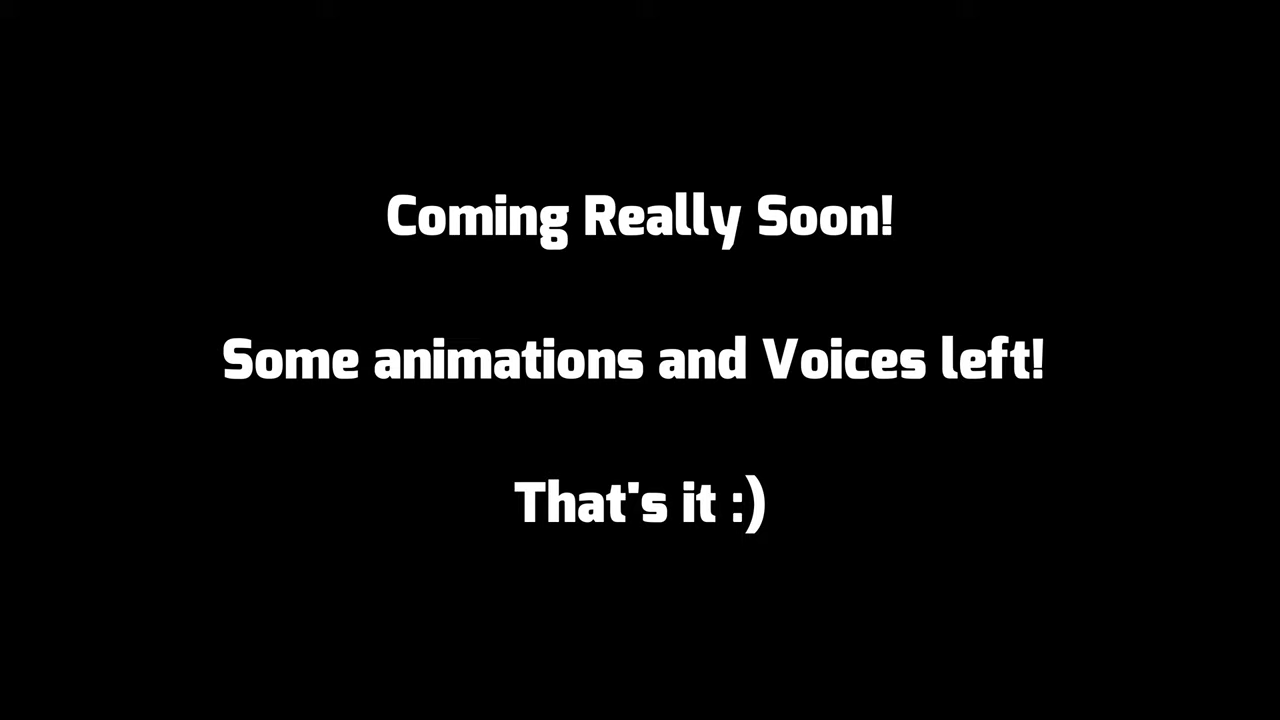 Coming Really Soon!
Some animations and Voices left!
That's it :)